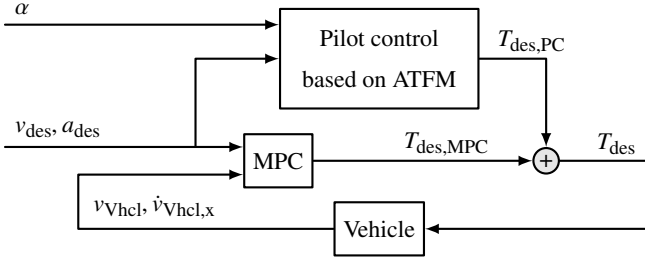 α
Pilot control
based on ATFM
T_des,PC
v_des, a_des
MPC
T_des,MPC
+
T_des
v_Vhcl, v̇_Vhcl,x
Vehicle